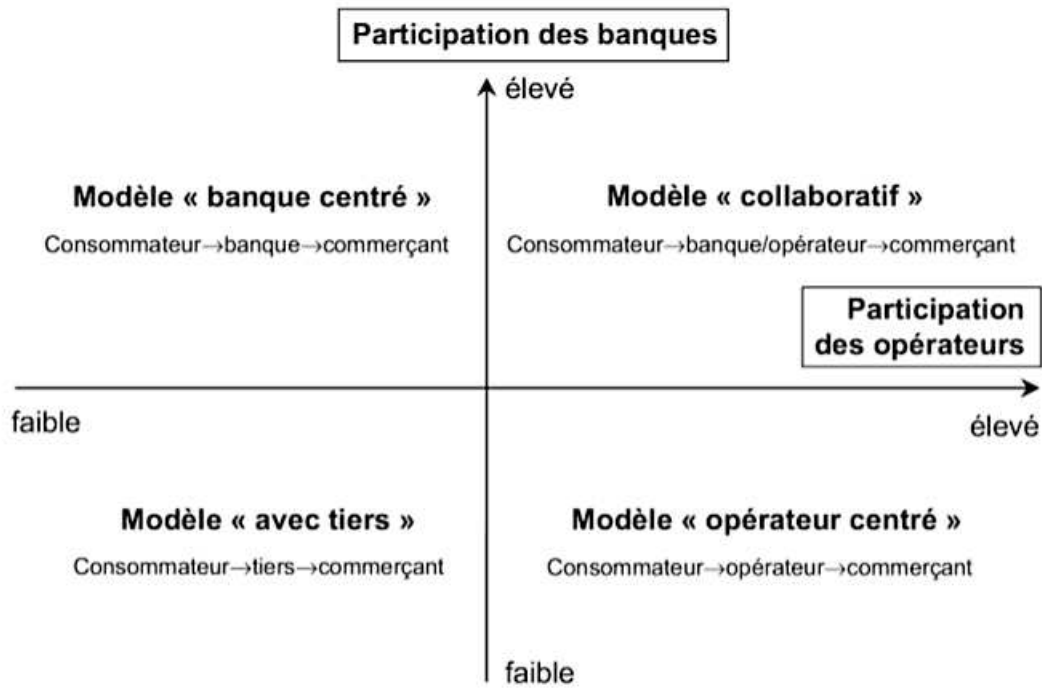 Participation des banques
élevé
Modèle « banque centré »
Consommateur→banque→commerçant
Modèle « collaboratif »
Consommateur→banque/opérateur→commerçant
Participation
des opérateurs
faible
élevé
Modèle « avec tiers »
Consommateur→tiers→commerçant
Modèle « opérateur centré »
Consommateur→opérateur→commerçant
faible